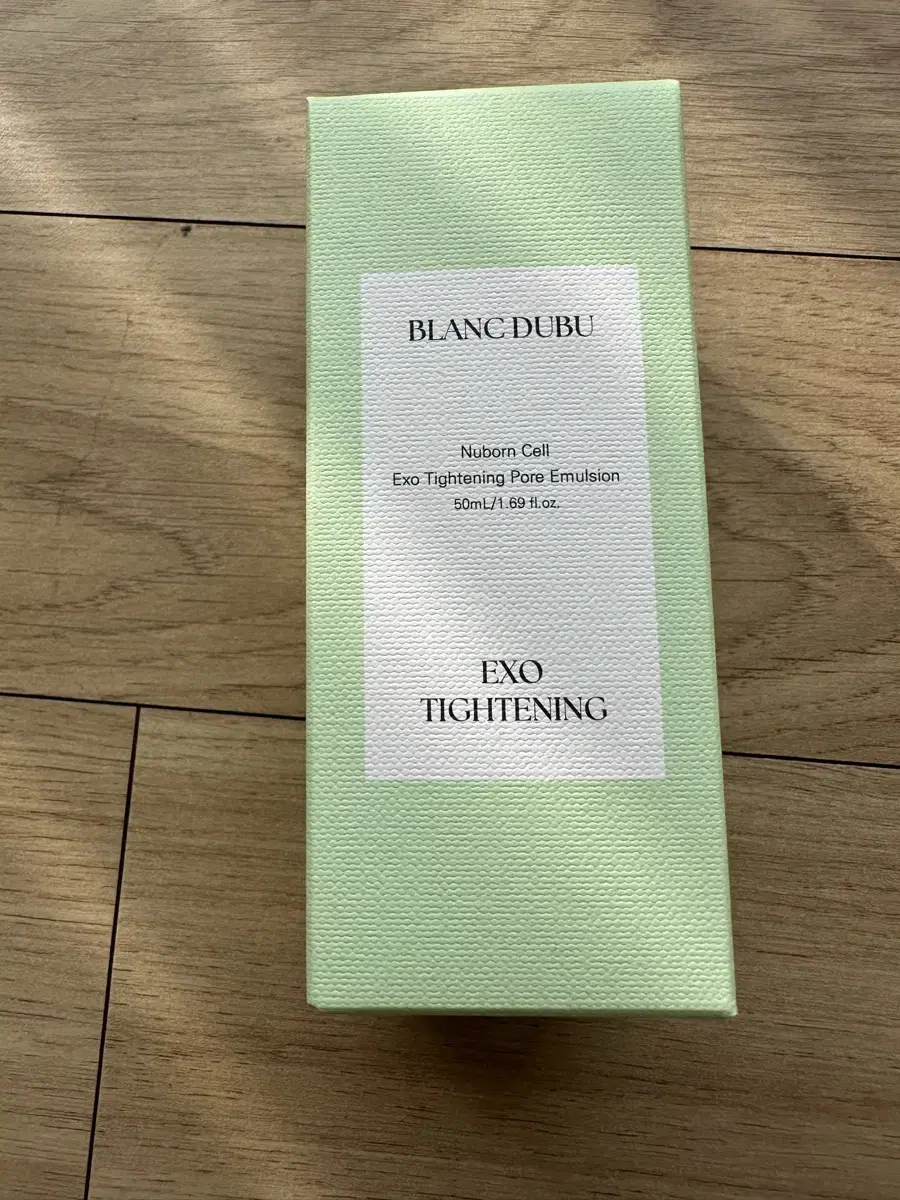 BLANC DUBU
Nuborn Cell
Exo Tightening Pore Emulsion
50mL/1.69 fl.oz.
EXO
TIGHTENING